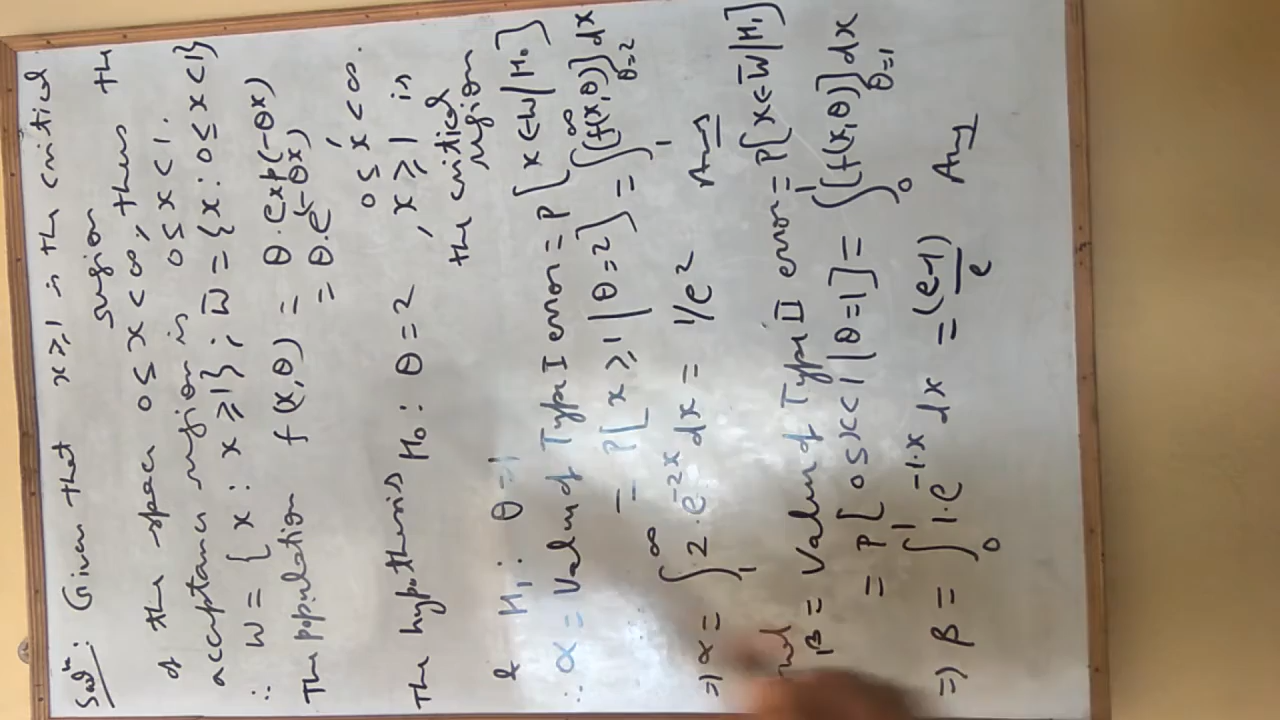 Solⁿ: Given that x ≥ 1 is the critical
region
of the space 0 ≤ x < ∞, then the
acceptance region is 0 ≤ x < 1.
∴ W = { x : x ≥ 1 } ; W̄ = { x : 0 ≤ x < 1 }
The population f(x, θ) = θ · exp(-θx)
= θ · e^(-θx), 0 ≤ x < ∞.
The hypothesis H₀ : θ = 2 , x ≥ 1 is
the critical
region
& H₁ : θ = 1
∴ α = Value of Type I error = P[x ∈ W / H₀]
= P[x ≥ 1 | θ = 2] = ∫₁^∞ [f(x, θ)]_{θ=2} dx
⇒ α = ∫₁^∞ 2 · e^(-2x) dx = 1/e² Ans
β = Value of Type II error = P[x ∈ W̄ / H₁]
= P[0 ≤ x < 1 | θ = 1] = ∫₀¹ [f(x, θ)]_{θ=1} dx
⇒ β = ∫₀¹ 1 · e^(-1·x) dx = (e-1)/e Ans